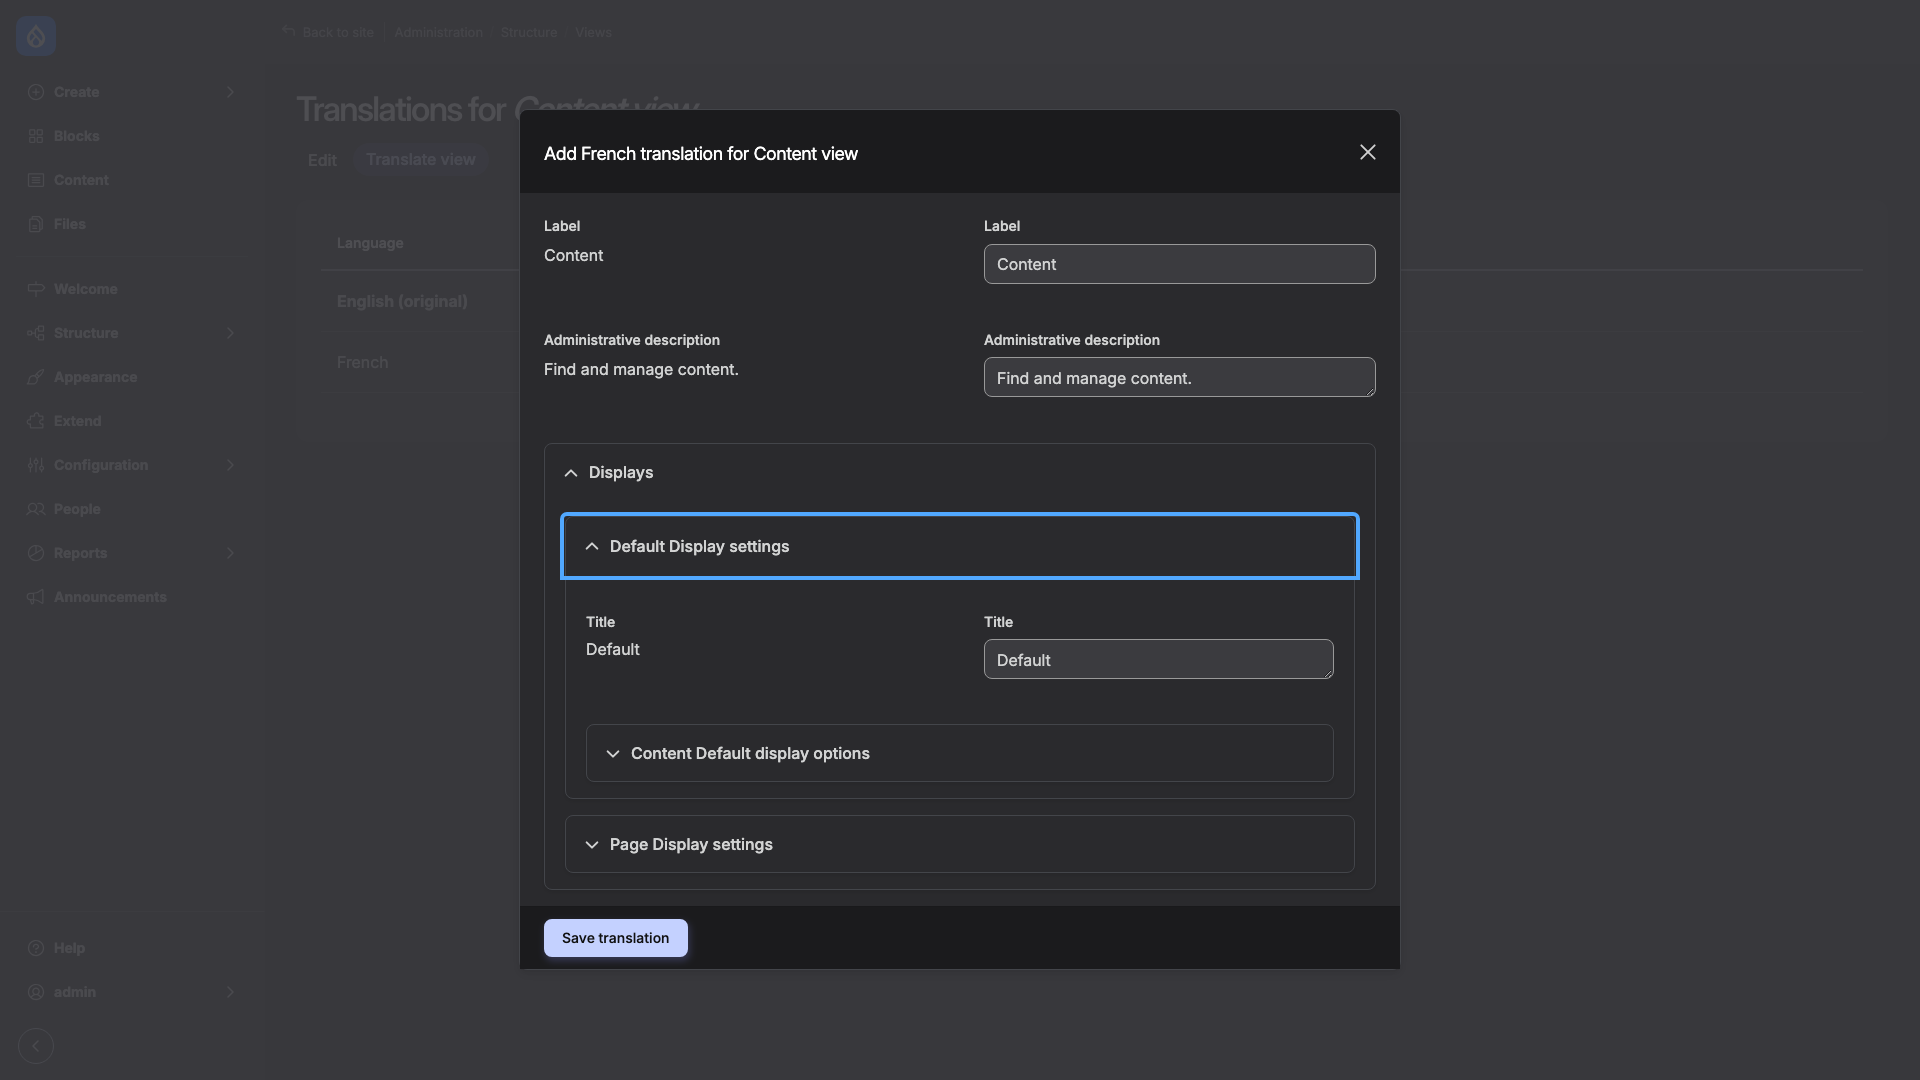 Back to site
Administration
Structure
Views
Create
Blocks
Content
Files
Welcome
Structure
Appearance
Extend
Configuration
People
Reports
Announcements
Help
admin
Translations for Content view
Edit
Translate view
Language
English (original)
French
Add French translation for Content view
Label
Content
Label
Content
Administrative description
Find and manage content.
Administrative description
Find and manage content.
Displays
Default Display settings
Title
Default
Title
Default
Content Default display options
Page Display settings
Save translation